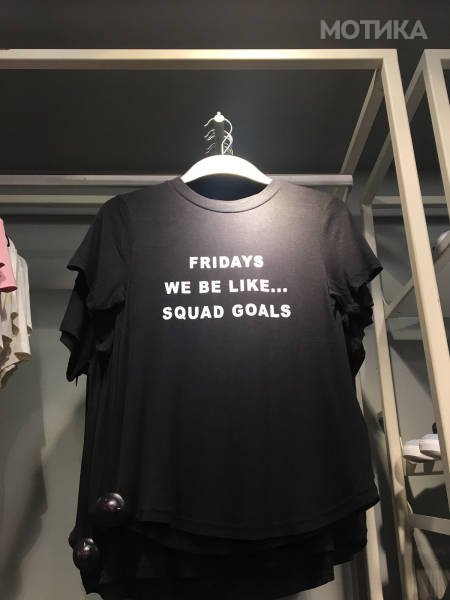 МОТИКА
FRIDAYS
WE BE LIKE...
SQUAD GOALS